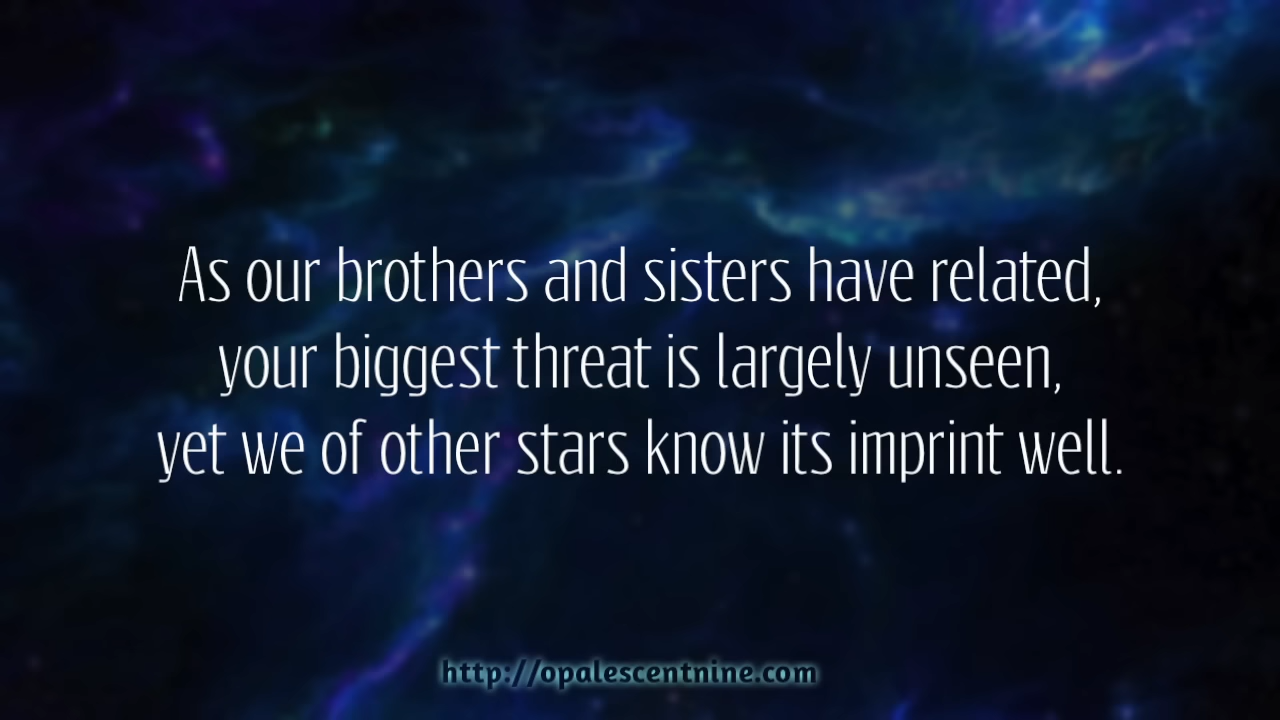 As our brothers and sisters have related,
your biggest threat is largely unseen,
yet we of other stars know its imprint well.
http://opalescentnine.com